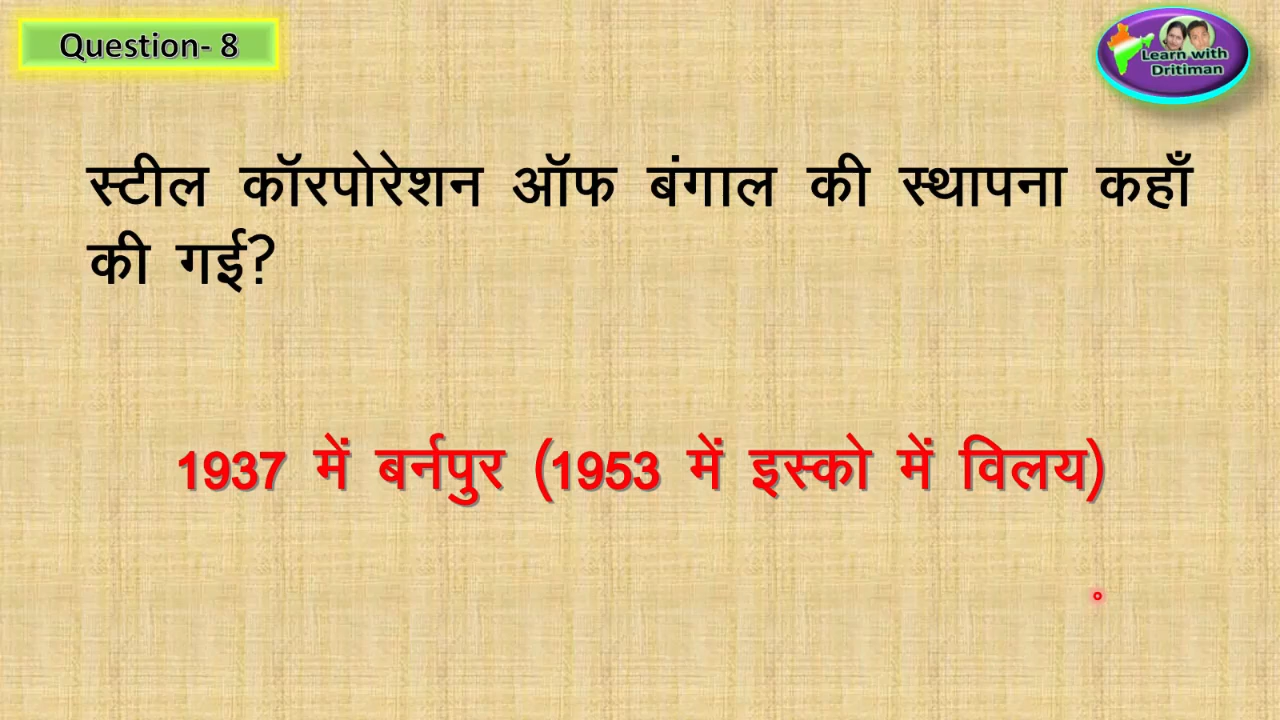 Question- 8
Learn with
Dritiman
स्टील कॉरपोरेशन ऑफ बंगाल की स्थापना कहाँ
की गई?
1937 में बर्नपुर (1953 में इस्को में विलय)